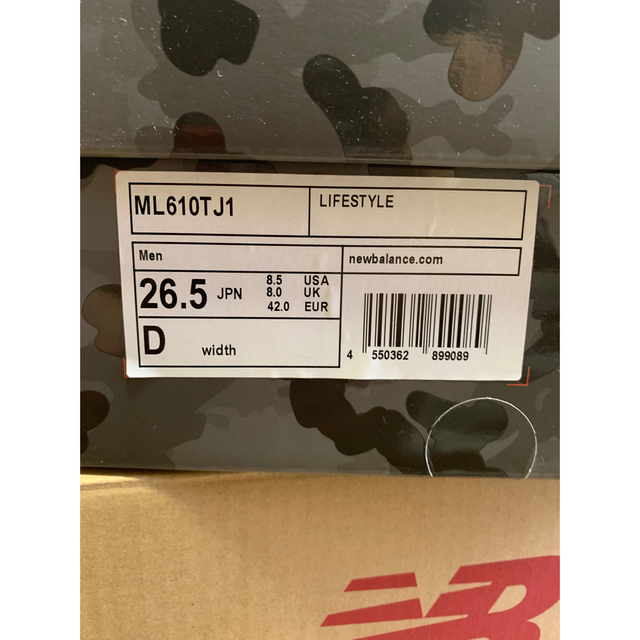 ML610TJ1
LIFESTYLE
Men
newbalance.com
26.5 JPN
8.5 USA
8.0 UK
42.0 EUR
D width
4 550362 899089